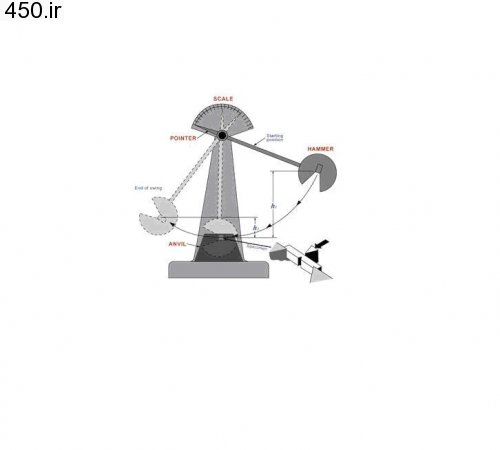 450.ir
SCALE
POINTER
Starting
position
HAMMER
End of swing
ANVIL